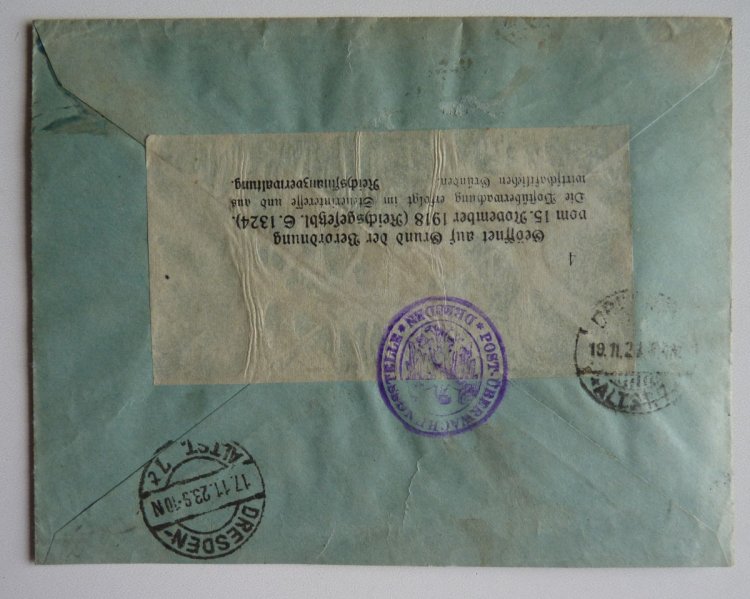 Geöffnet auf Grund der Verordnung
vom 15. November 1918 (Reichsgesetzbl. S. 1324).
Die Postüberwachung erfolgt im Steuerinteresse und aus
wirtschaftlichen Gründen. Reichsfinanzverwaltung.
POST-ÜBERWACHUNGSSTELLE * DRESDEN *
DRESDEN-
ALTST.
17.11.23.9-10N
19.11.23
ALTST